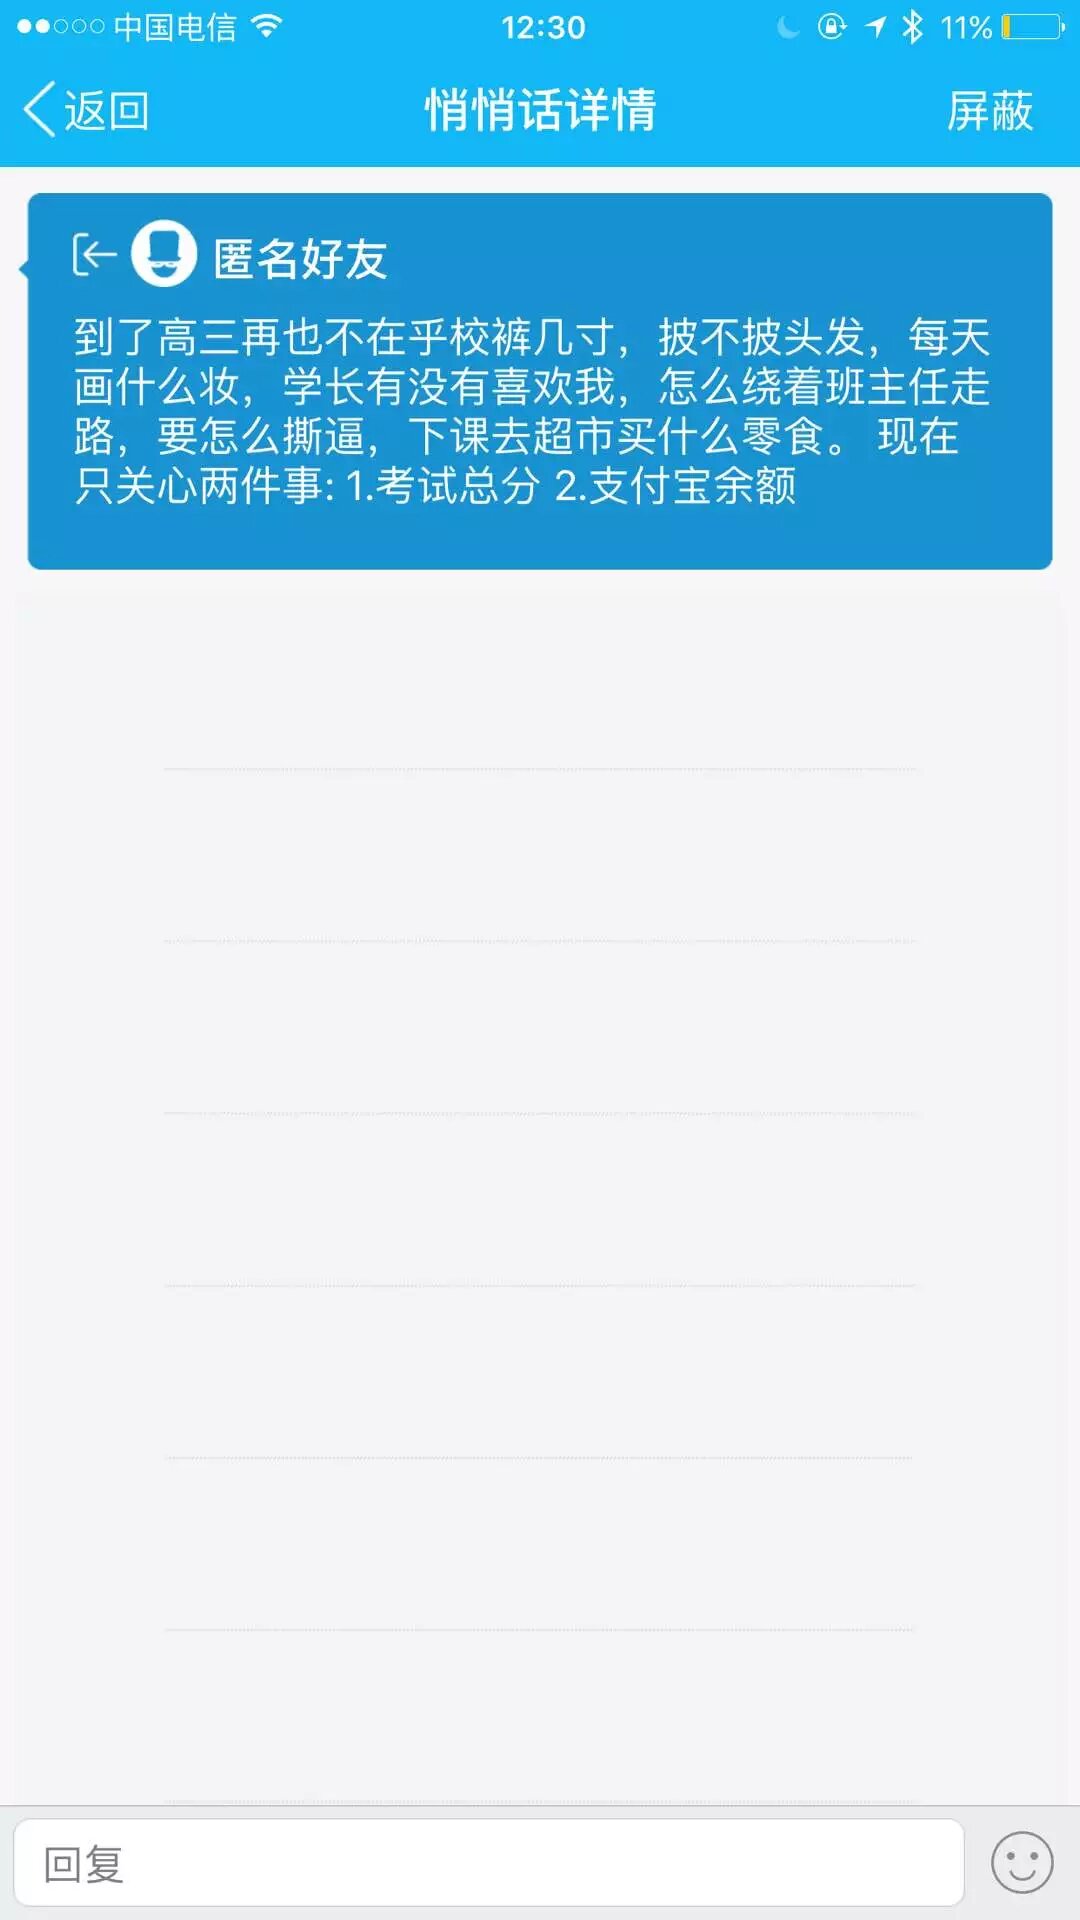 中国电信 12:30 11%
返回 悄悄话详情 屏蔽
匿名好友
到了高三再也不在乎校裤几寸，披不披头发，每天
画什么妆，学长有没有喜欢我，怎么绕着班主任走
路，要怎么撕逼，下课去超市买什么零食。 现在
只关心两件事: 1.考试总分 2.支付宝余额
回复